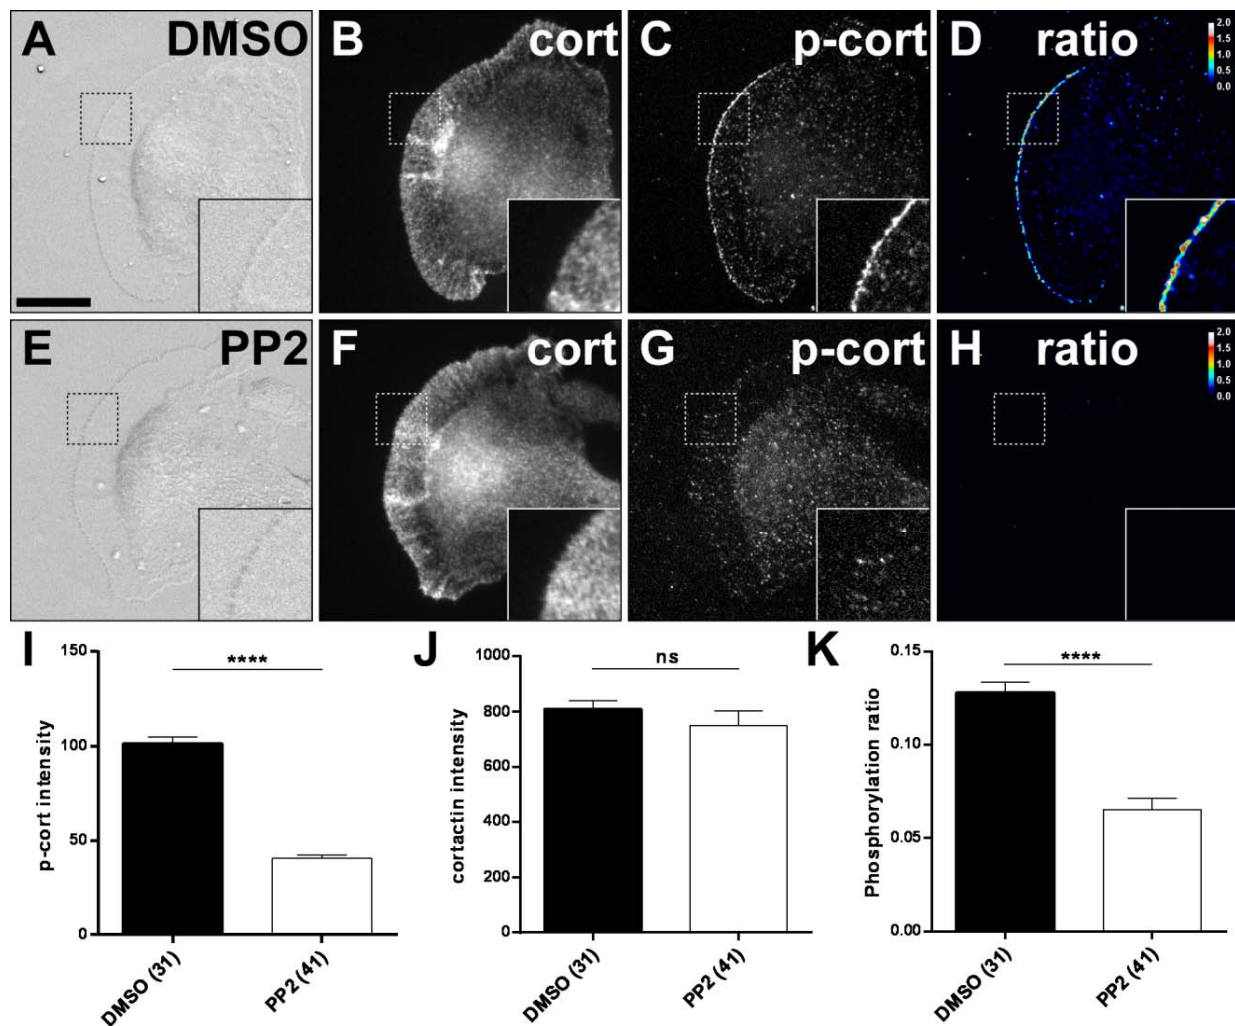 A DMSO
B cort
C p-cort
D ratio
2.0
1.5
1.0
0.5
0.0
E PP2
F cort
G p-cort
H ratio
2.0
1.5
1.0
0.5
0.0
I
150
100
50
0
p-cort intensity
****
DMSO (31)
PP2 (41)
J
1000
800
600
400
200
0
cortactin intensity
ns
DMSO (31)
PP2 (41)
K
0.15
0.10
0.05
0.00
Phosphorylation ratio
****
DMSO (31)
PP2 (41)